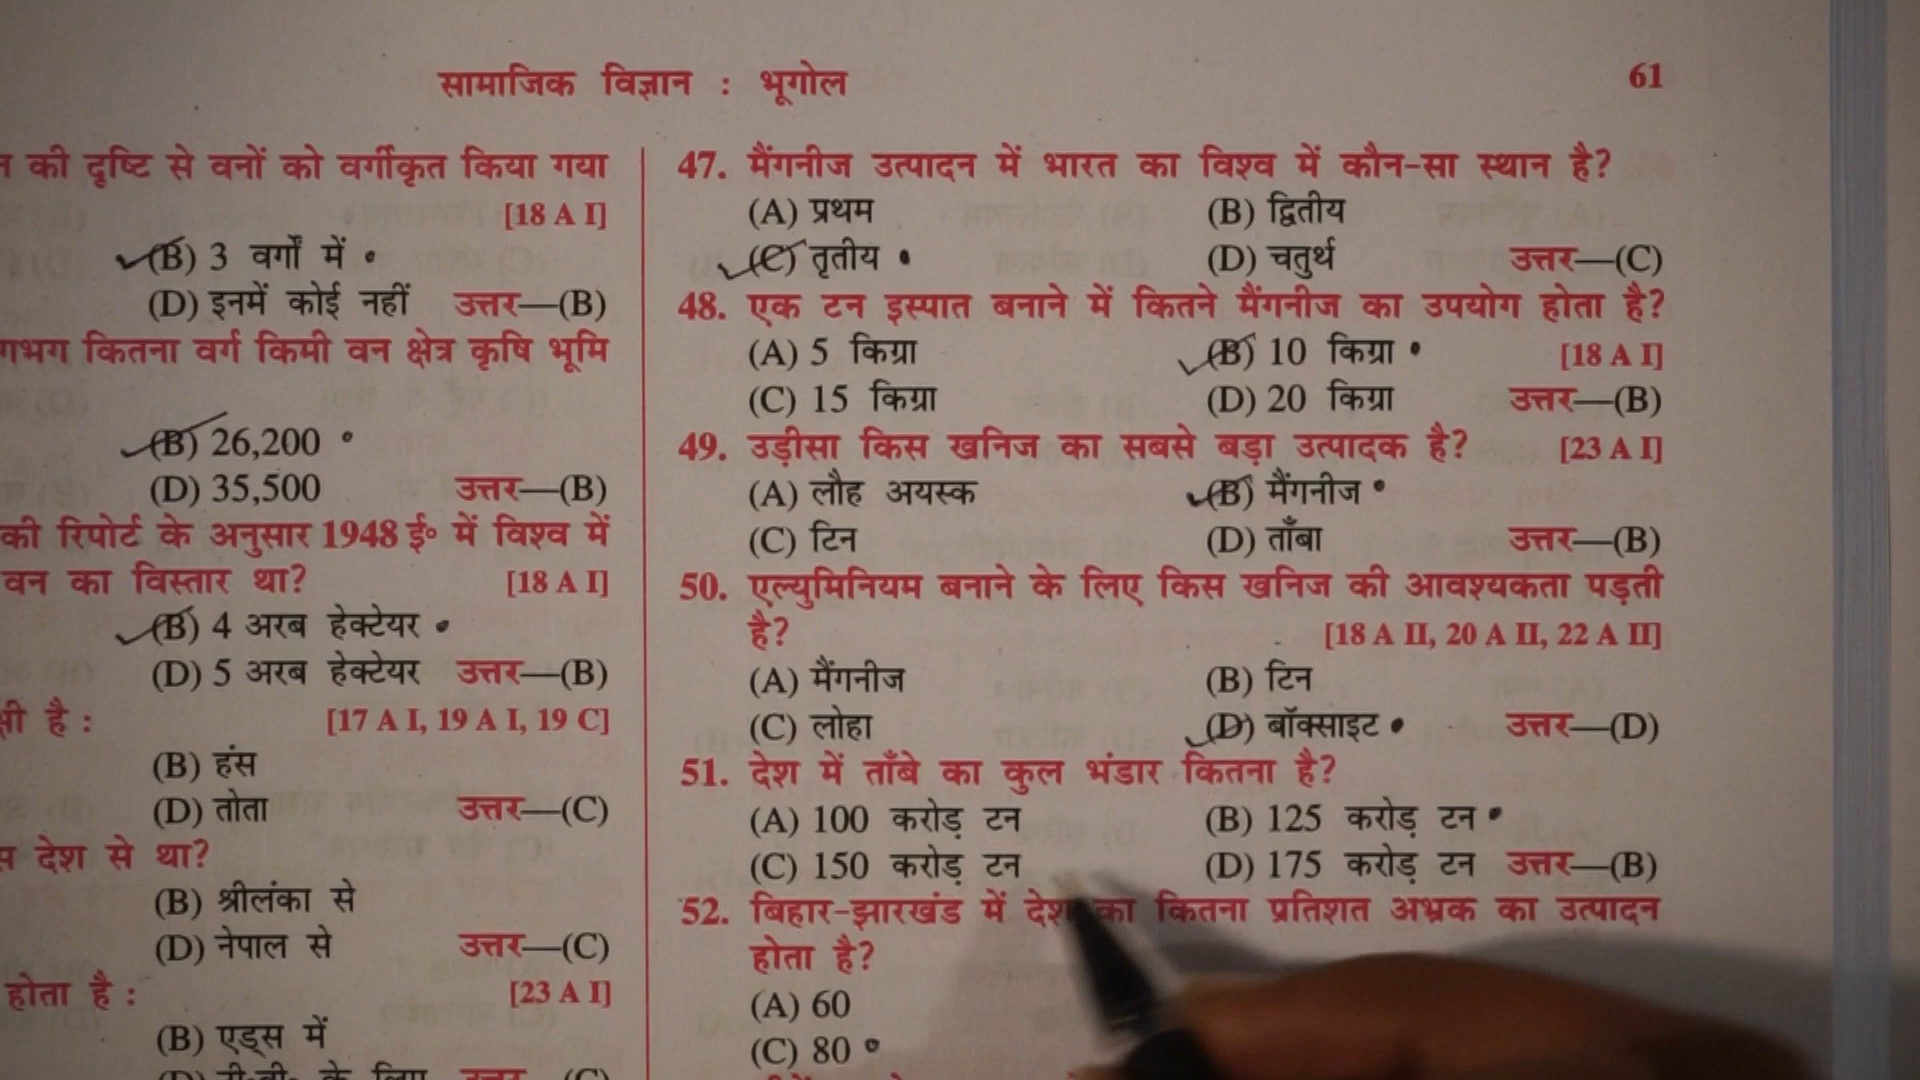 सामाजिक विज्ञान : भूगोल
61
की दृष्टि से वनों को वर्गीकृत किया गया
[18 A I]
(B) 3 वर्गों में
(D) इनमें कोई नहीं उत्तर—(B)
कितना वर्ग किमी वन क्षेत्र कृषि भूमि
(B) 26,200
(D) 35,500 उत्तर—(B)
की रिपोर्ट के अनुसार 1948 ई० में विश्व में
वन का विस्तार था? [18 A I]
(B) 4 अरब हेक्टेयर
(D) 5 अरब हेक्टेयर उत्तर—(B)
है : [17 A I, 19 A I, 19 C]
(B) हंस
(D) तोता उत्तर—(C)
देश से था?
(B) श्रीलंका से
(D) नेपाल से उत्तर—(C)
होता है : [23 A I]
(B) एड्स में
47. मैंगनीज उत्पादन में भारत का विश्व में कौन-सा स्थान है?
(A) प्रथम (B) द्वितीय
(C) तृतीय (D) चतुर्थ उत्तर—(C)
48. एक टन इस्पात बनाने में कितने मैंगनीज का उपयोग होता है?
(A) 5 किग्रा (B) 10 किग्रा [18 A I]
(C) 15 किग्रा (D) 20 किग्रा उत्तर—(B)
49. उड़ीसा किस खनिज का सबसे बड़ा उत्पादक है? [23 A I]
(A) लौह अयस्क (B) मैंगनीज
(C) टिन (D) ताँबा उत्तर—(B)
50. एल्युमिनियम बनाने के लिए किस खनिज की आवश्यकता पड़ती
है? [18 A II, 20 A II, 22 A II]
(A) मैंगनीज (B) टिन
(C) लोहा (D) बॉक्साइट उत्तर—(D)
51. देश में ताँबे का कुल भंडार कितना है?
(A) 100 करोड़ टन (B) 125 करोड़ टन
(C) 150 करोड़ टन (D) 175 करोड़ टन उत्तर—(B)
52. बिहार-झारखंड में देश का कितना प्रतिशत अभ्रक का उत्पादन
होता है?
(A) 60
(C) 80